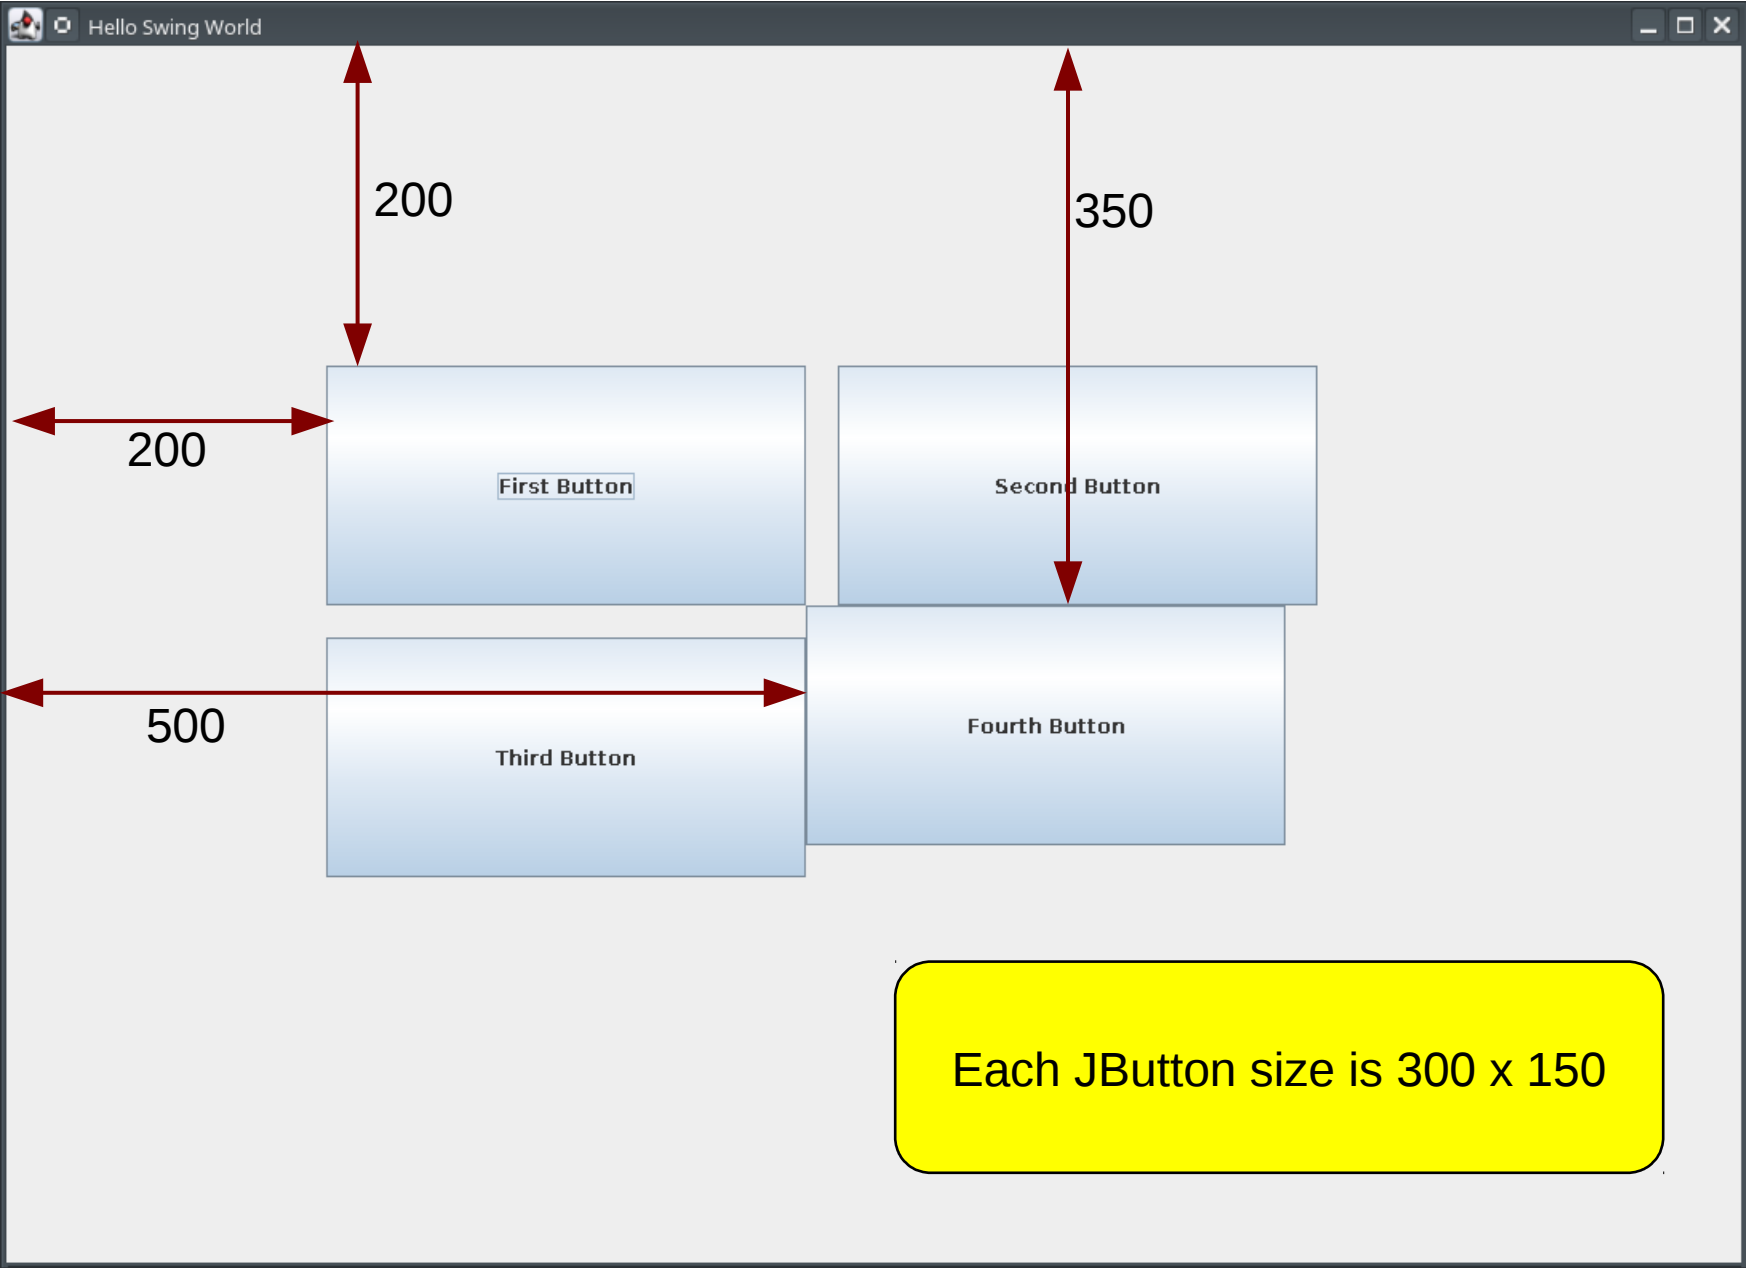 Hello Swing World
200
350
200
First Button
Second Button
500
Third Button
Fourth Button
Each JButton size is 300 x 150